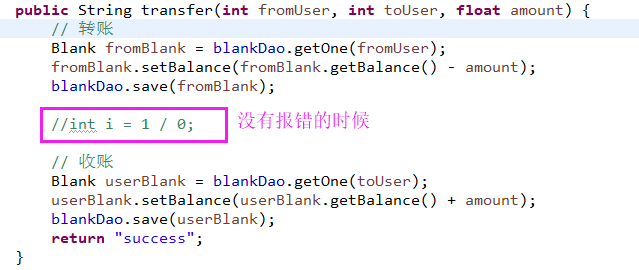 public String transfer(int fromUser, int toUser, float amount) {
// 转账
Blank fromBlank = blankDao.getOne(fromUser);
fromBlank.setBalance(fromBlank.getBalance() - amount);
blankDao.save(fromBlank);
//int i = 1 / 0; 没有报错的时候
// 收账
Blank userBlank = blankDao.getOne(toUser);
userBlank.setBalance(userBlank.getBalance() + amount);
blankDao.save(userBlank);
return "success";
}